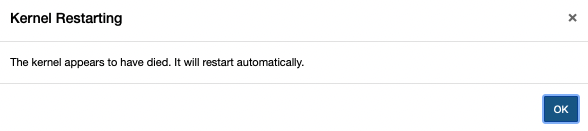 Kernel Restarting
×
The kernel appears to have died. It will restart automatically.
OK